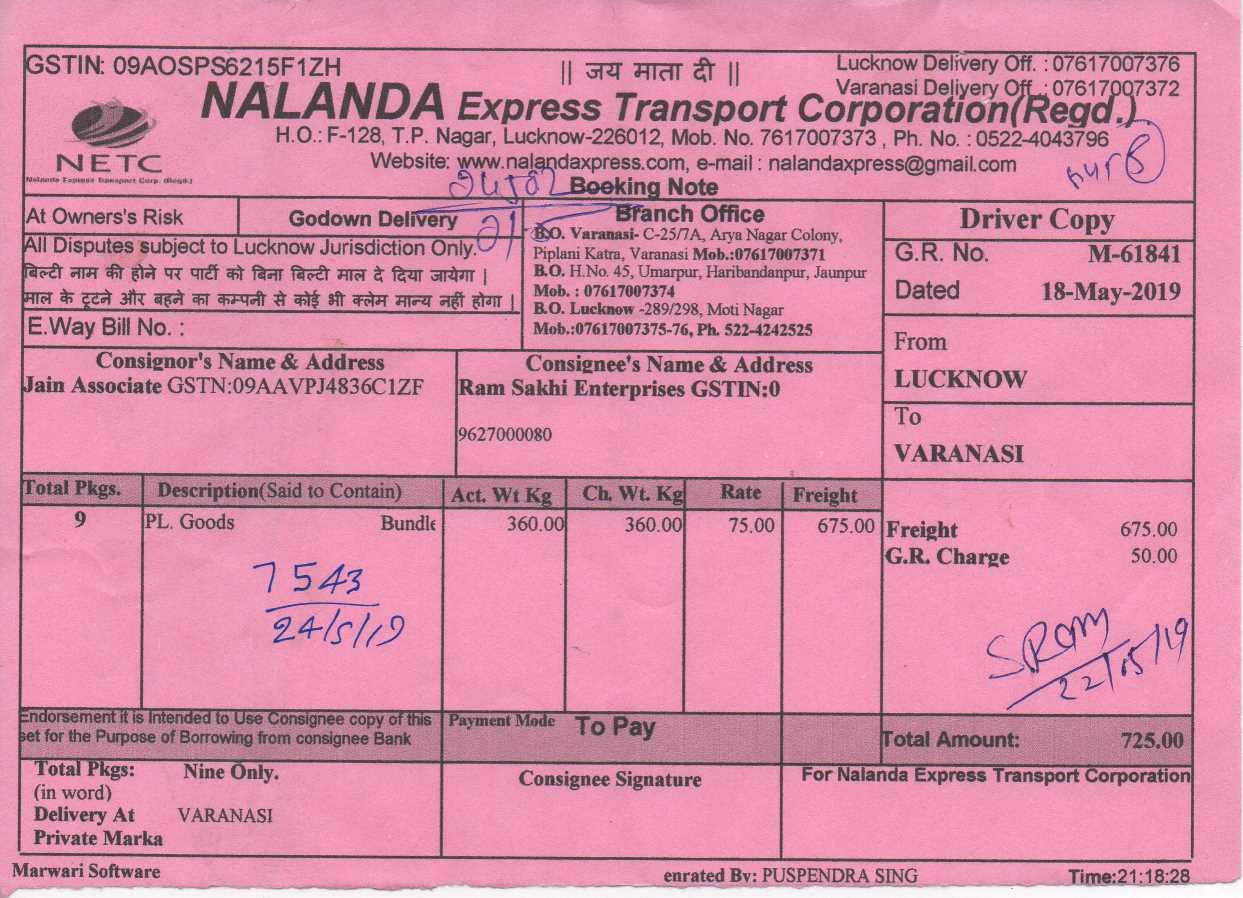 GSTIN: 09AOSPS6215F1ZH
|| जय माता दी ||
Lucknow Delivery Off. : 07617007376
Varanasi Delivery Off. : 07617007372
NALANDA Express Transport Corporation(Regd.)
NETC
Nalanda Express Transport Corp. (Regd.)
H.O.: F-128, T.P. Nagar, Lucknow-226012, Mob. No. 7617007373 , Ph. No. : 0522-4043796
Website: www.nalandaxpress.com, e-mail : nalandaxpress@gmail.com
Booking Note
At Owners's Risk
Godown Delivery
All Disputes subject to Lucknow Jurisdiction Only.
बिल्टी नाम की होने पर पार्टी को बिना बिल्टी माल दे दिया जायेगा |
माल के टूटने और बहने का कम्पनी से कोई भी क्लेम मान्य नहीं होगा |
E.Way Bill No. :
Branch Office
B.O. Varanasi- C-25/7A, Arya Nagar Colony,
Piplani Katra, Varanasi Mob.:07617007371
B.O. H.No. 45, Umarpur, Haribandanpur, Jaunpur
Mob. : 07617007374
B.O. Lucknow -289/298, Moti Nagar
Mob.:07617007375-76, Ph. 522-4242525
Driver Copy
G.R. No. M-61841
Dated 18-May-2019
From
LUCKNOW
To
VARANASI
Consignor's Name & Address
Jain Associate GSTN:09AAVPJ4836C1ZF
Consignee's Name & Address
Ram Sakhi Enterprises GSTIN:0
9627000080
Total Pkgs. Description(Said to Contain) Act. Wt Kg Ch. Wt. Kg Rate Freight
9 PL. Goods Bundle 360.00 360.00 75.00 675.00
Freight 675.00
G.R. Charge 50.00
7543
24/5/19
22/05/19
Endorsement it is Intended to Use Consignee copy of this
set for the Purpose of Borrowing from consignee Bank
Payment Mode To Pay
Total Amount: 725.00
Total Pkgs: Nine Only.
(in word)
Delivery At VARANASI
Private Marka
Consignee Signature
For Nalanda Express Transport Corporation
Marwari Software
enrated By: PUSPENDRA SING
Time:21:18:28